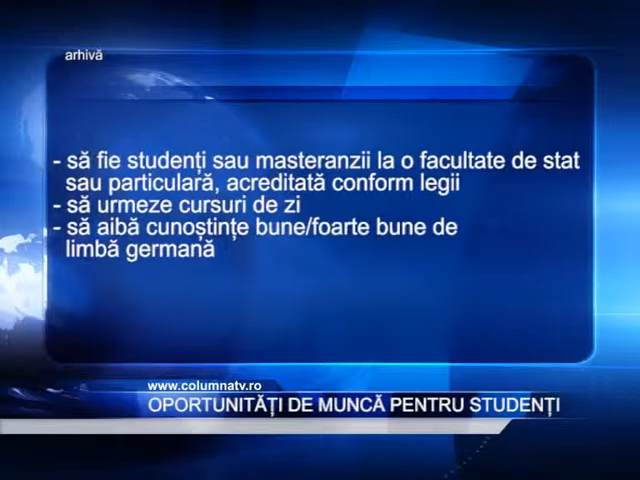 arhivă
- să fie studenți sau masteranzii la o facultate de stat
sau particulară, acreditată conform legii
- să urmeze cursuri de zi
- să aibă cunoștințe bune/foarte bune de
limbă germană
www.columnatv.ro
OPORTUNITĂȚI DE MUNCĂ PENTRU STUDENȚI